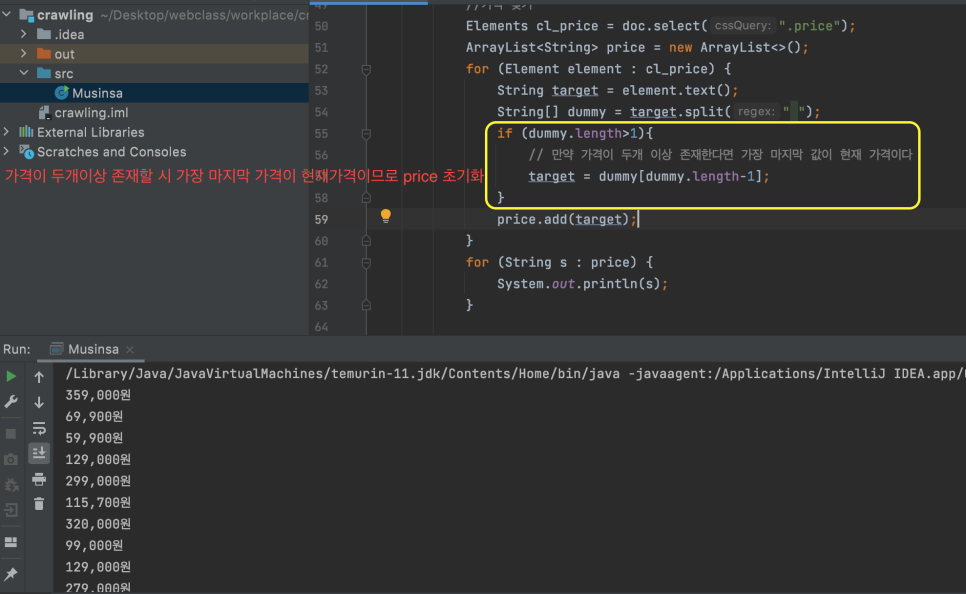 crawling ~/Desktop/webclass/workplace/cr
.idea
out
src
Musinsa
crawling.iml
External Libraries
Scratches and Consoles
가격이 두개이상 존재할 시 가장 마지막 가격이 현재가격이므로 price 초기화
50 Elements cl_price = doc.select( cssQuery: ".price");
51 ArrayList<String> price = new ArrayList<>();
52 for (Element element : cl_price) {
53 String target = element.text();
54 String[] dummy = target.split( regex: " ");
55 if (dummy.length>1){
56 // 만약 가격이 두개 이상 존재한다면 가장 마지막 값이 현재 가격이다
target = dummy[dummy.length-1];
58 }
59 price.add(target);
60 }
61 for (String s : price) {
62 System.out.println(s);
63 }
64
Run: Musinsa
/Library/Java/JavaVirtualMachines/temurin-11.jdk/Contents/Home/bin/java -javaagent:/Applications/IntelliJ IDEA.app/
359,000원
69,900원
59,900원
129,000원
299,000원
115,700원
320,000원
99,000원
129,000원
279,000원